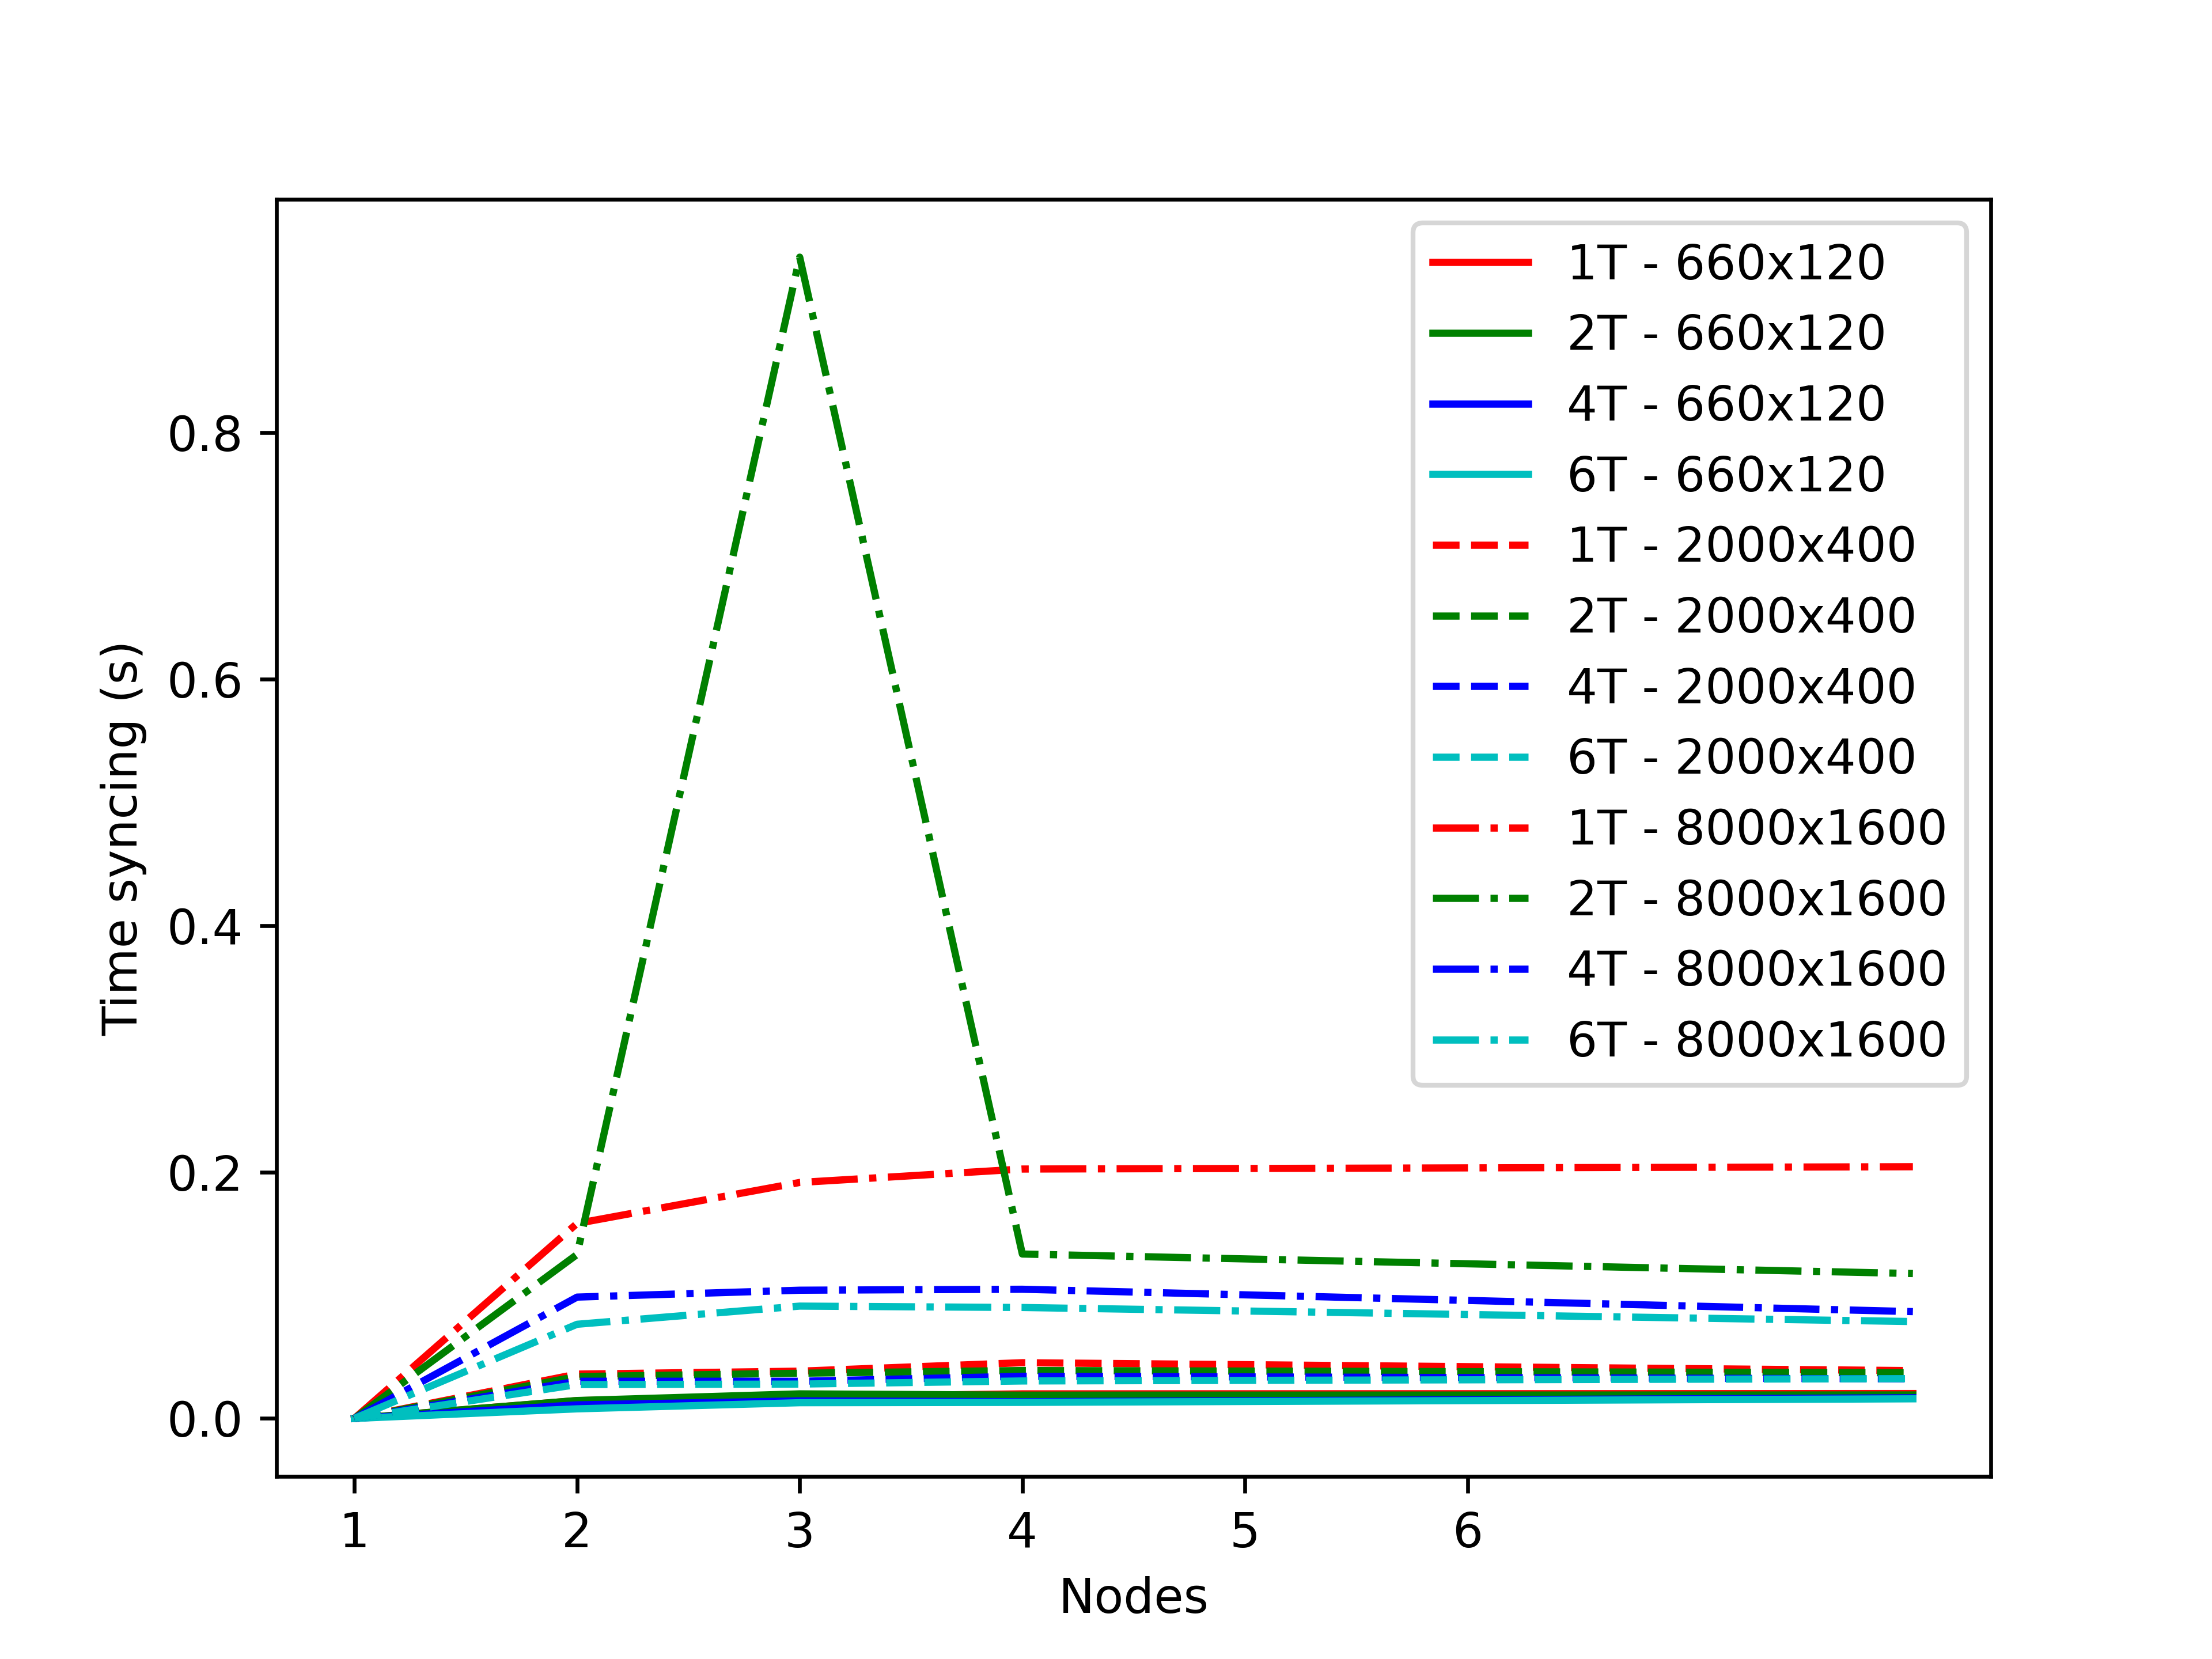 1T - 660x120
2T - 660x120
4T - 660x120
6T - 660x120
1T - 2000x400
2T - 2000x400
4T - 2000x400
6T - 2000x400
1T - 8000x1600
2T - 8000x1600
4T - 8000x1600
6T - 8000x1600
Time syncing (s)
0.8
0.6
0.4
0.2
0.0
1 2 3 4 5 6
Nodes